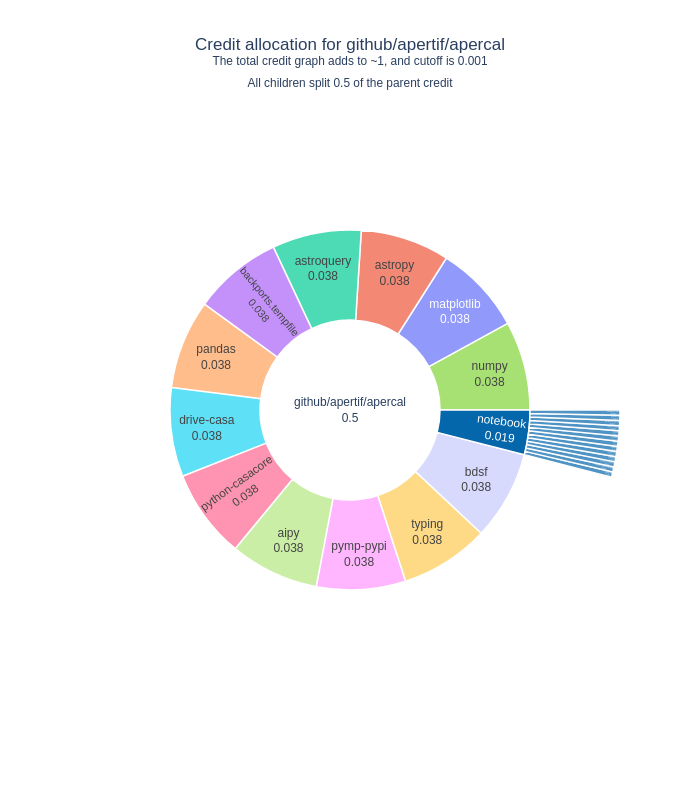 Credit allocation for github/apertif/apercal
The total credit graph adds to ~1, and cutoff is 0.001
All children split 0.5 of the parent credit
astroquery
0.038
astropy
0.038
backports.tempfile
0.038
matplotlib
0.038
pandas
0.038
numpy
0.038
github/apertif/apercal
0.5
drive-casa
0.038
notebook
0.019
python-casacore
0.038
bdsf
0.038
aipy
0.038
pymp-pypi
0.038
typing
0.038